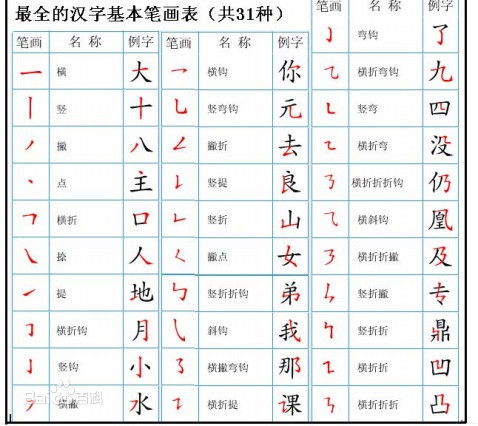 最全的汉字基本笔画表（共31种）
笔画 名 称 例字
横 大
竖 十
撇 八
点 主
横折 口
捺 人
提 地
横折钩 月
竖钩 小
横撇 水
笔画 名 称 例字
横钩 你
竖弯钩 元
撇折 去
竖提 良
竖折 山
撇点 女
竖折折钩 弟
斜钩 我
横撇弯钩 那
横折提 课
笔画 名 称 例字
弯钩 了
横折弯钩 九
竖弯 四
横折弯 没
横折折折钩 仍
横斜钩 凰
横折折撇 及
竖折撇 专
竖折折 鼎
横折折 凹
横折折折 凸